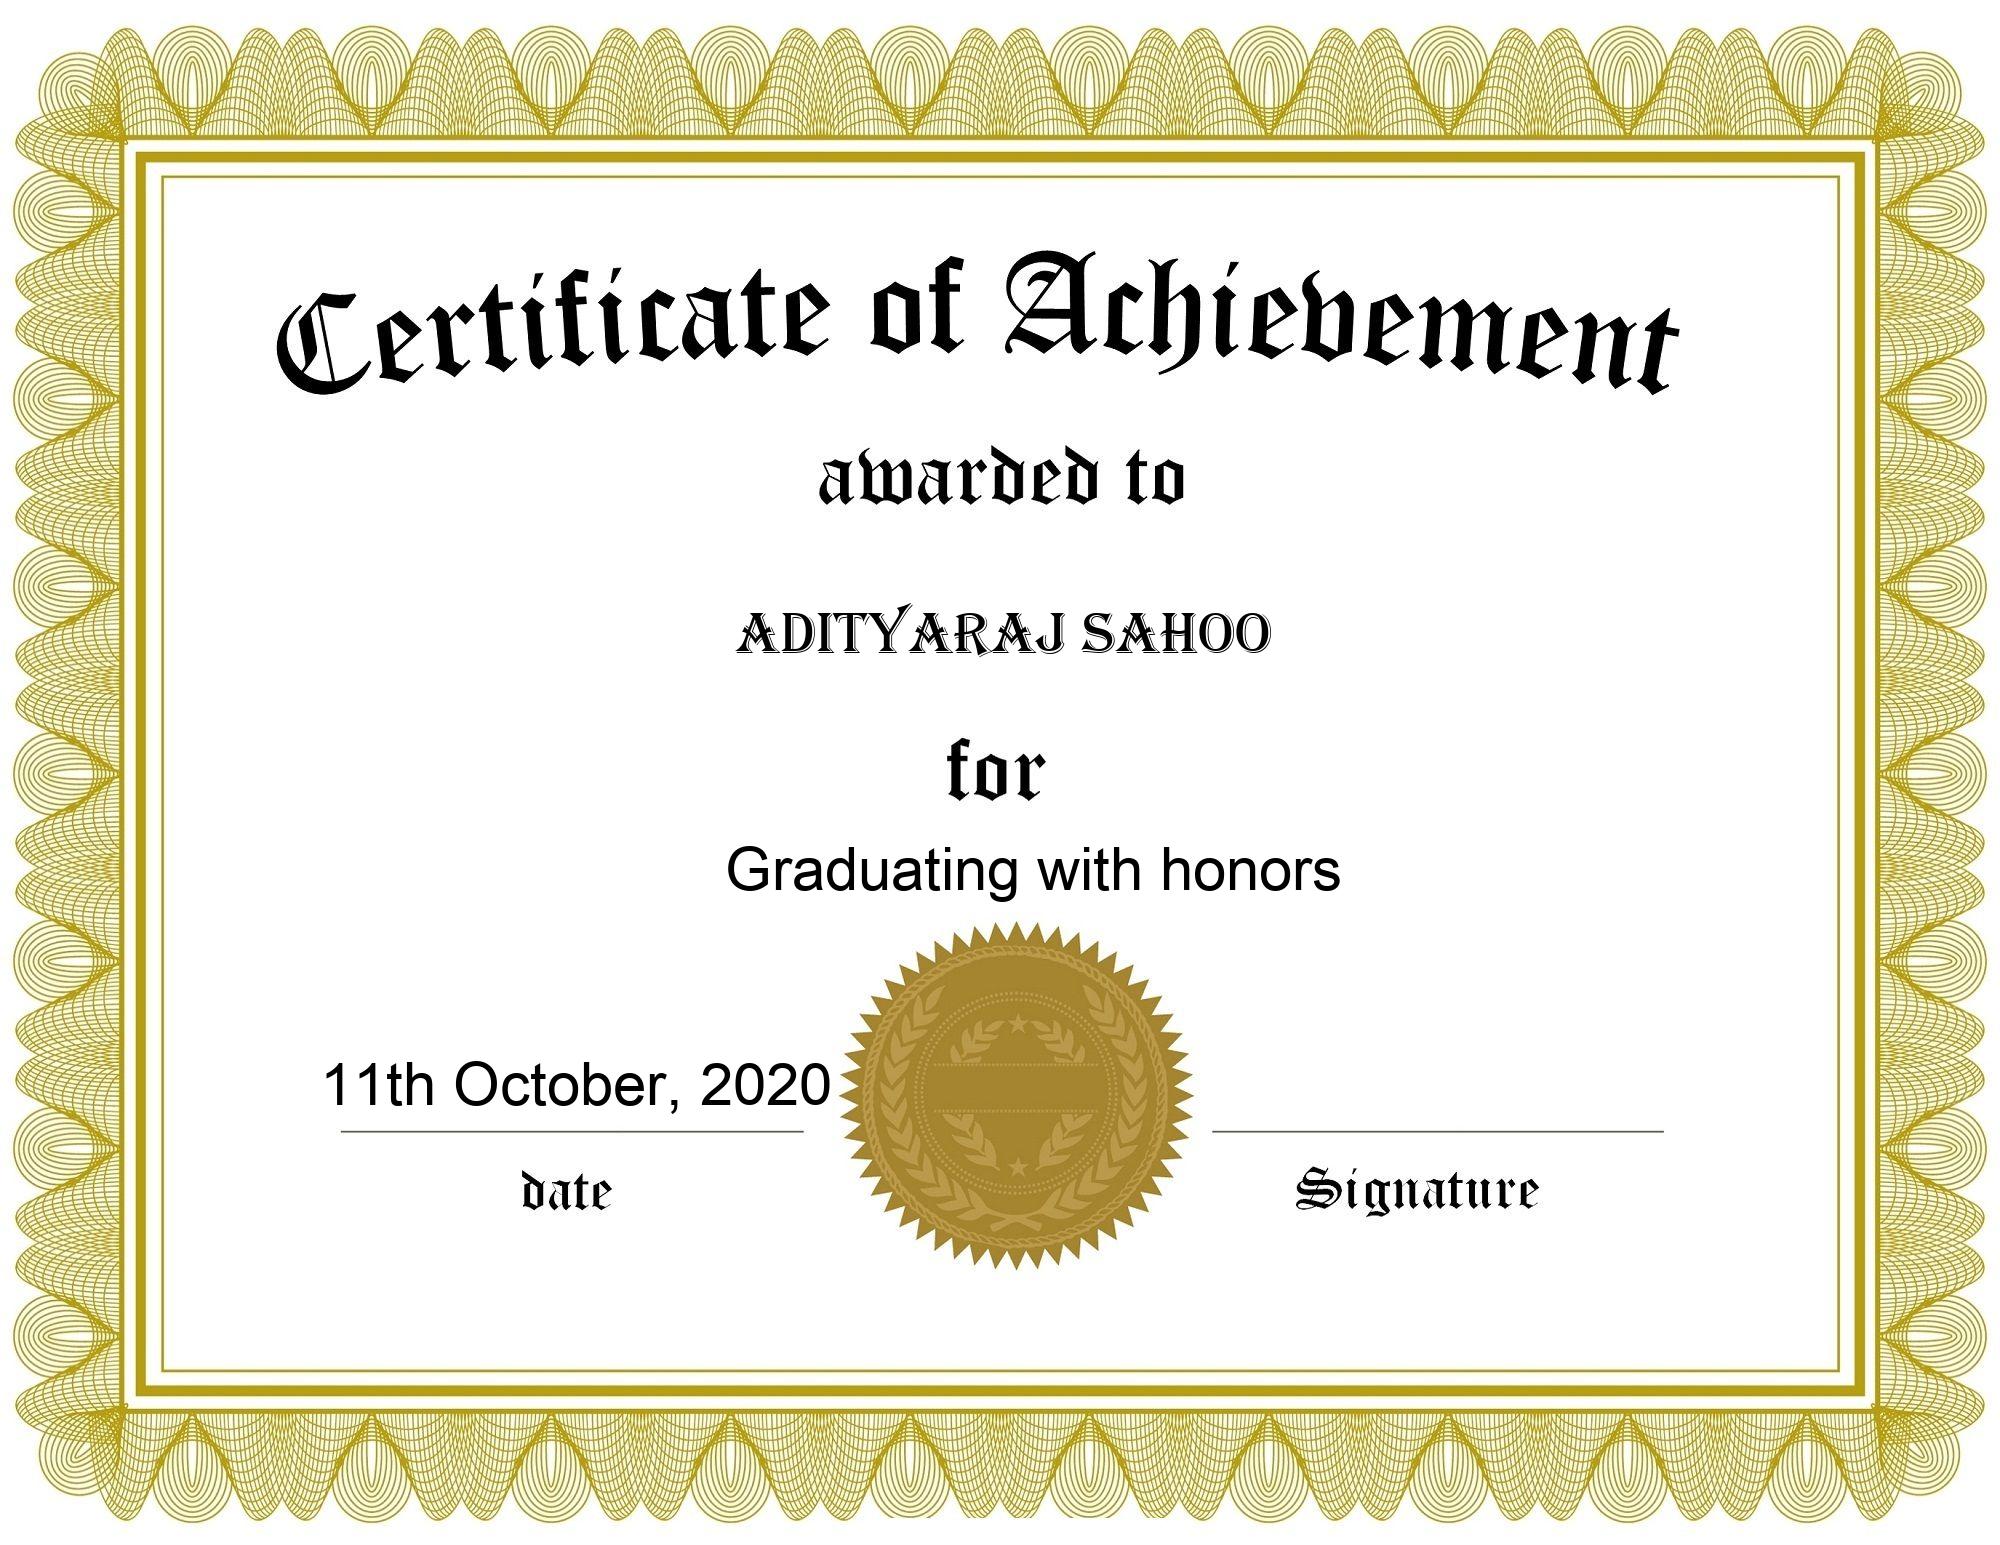 Certificate of Achievement
awarded to
ADITYARAJ SAHOO
for
Graduating with honors
11th October, 2020
date
Signature